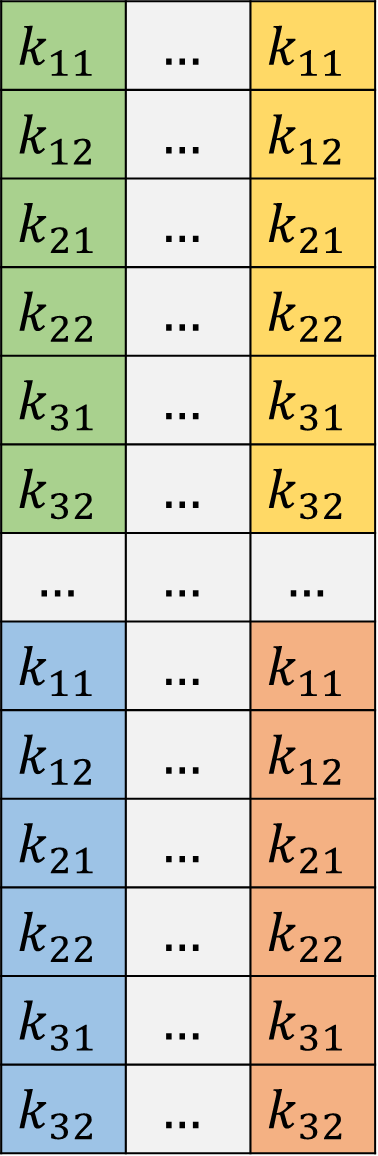 k₁₁ ... k₁₁
k₁₂ ... k₁₂
k₂₁ ... k₂₁
k₂₂ ... k₂₂
k₃₁ ... k₃₁
k₃₂ ... k₃₂
... ... ...
k₁₁ ... k₁₁
k₁₂ ... k₁₂
k₂₁ ... k₂₁
k₂₂ ... k₂₂
k₃₁ ... k₃₁
k₃₂ ... k₃₂